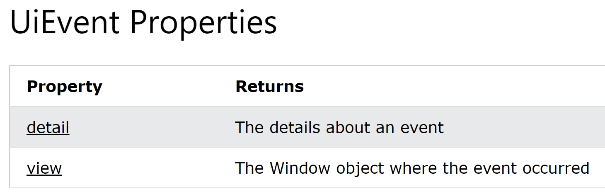 UiEvent Properties
Property Returns
detail The details about an event
view The Window object where the event occurred